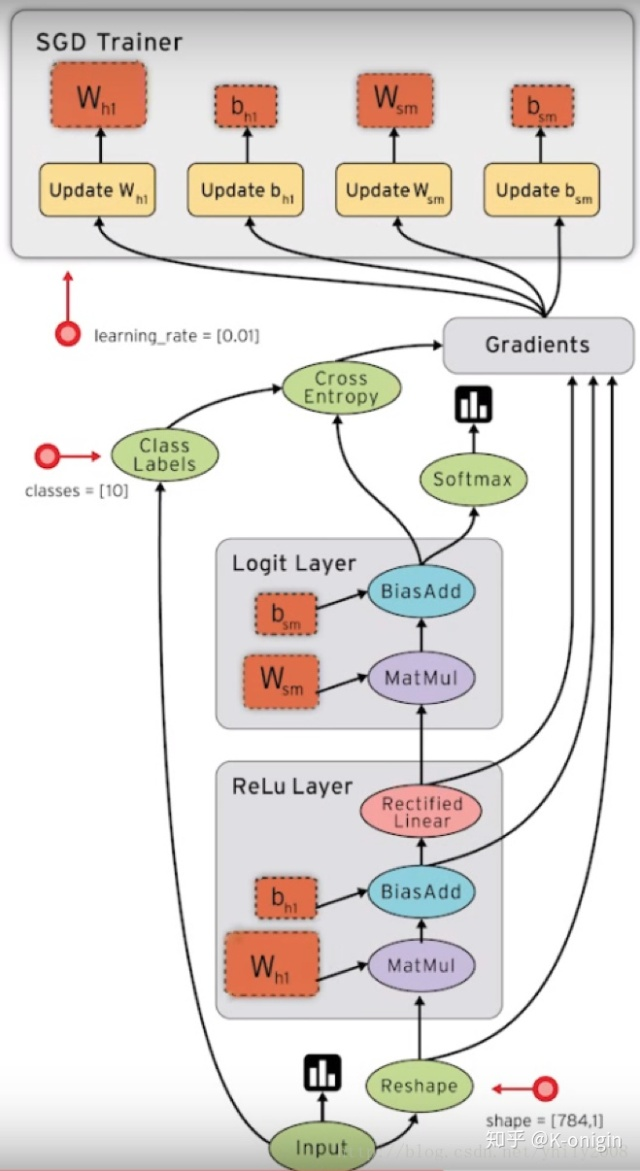 SGD Trainer
Wh1
bh1
Wsm
bsm
Update Wh1
Update bh1
Update Wsm
Update bsm
learning_rate = [0.01]
Gradients
Cross
Entropy
Class
Labels
classes = [10]
Softmax
Logit Layer
BiasAdd
bsm
Wsm
MatMul
ReLu Layer
Rectified
Linear
bh1
BiasAdd
Wh1
MatMul
Reshape
shape = [784,1]
Input
知乎 @K-onigin